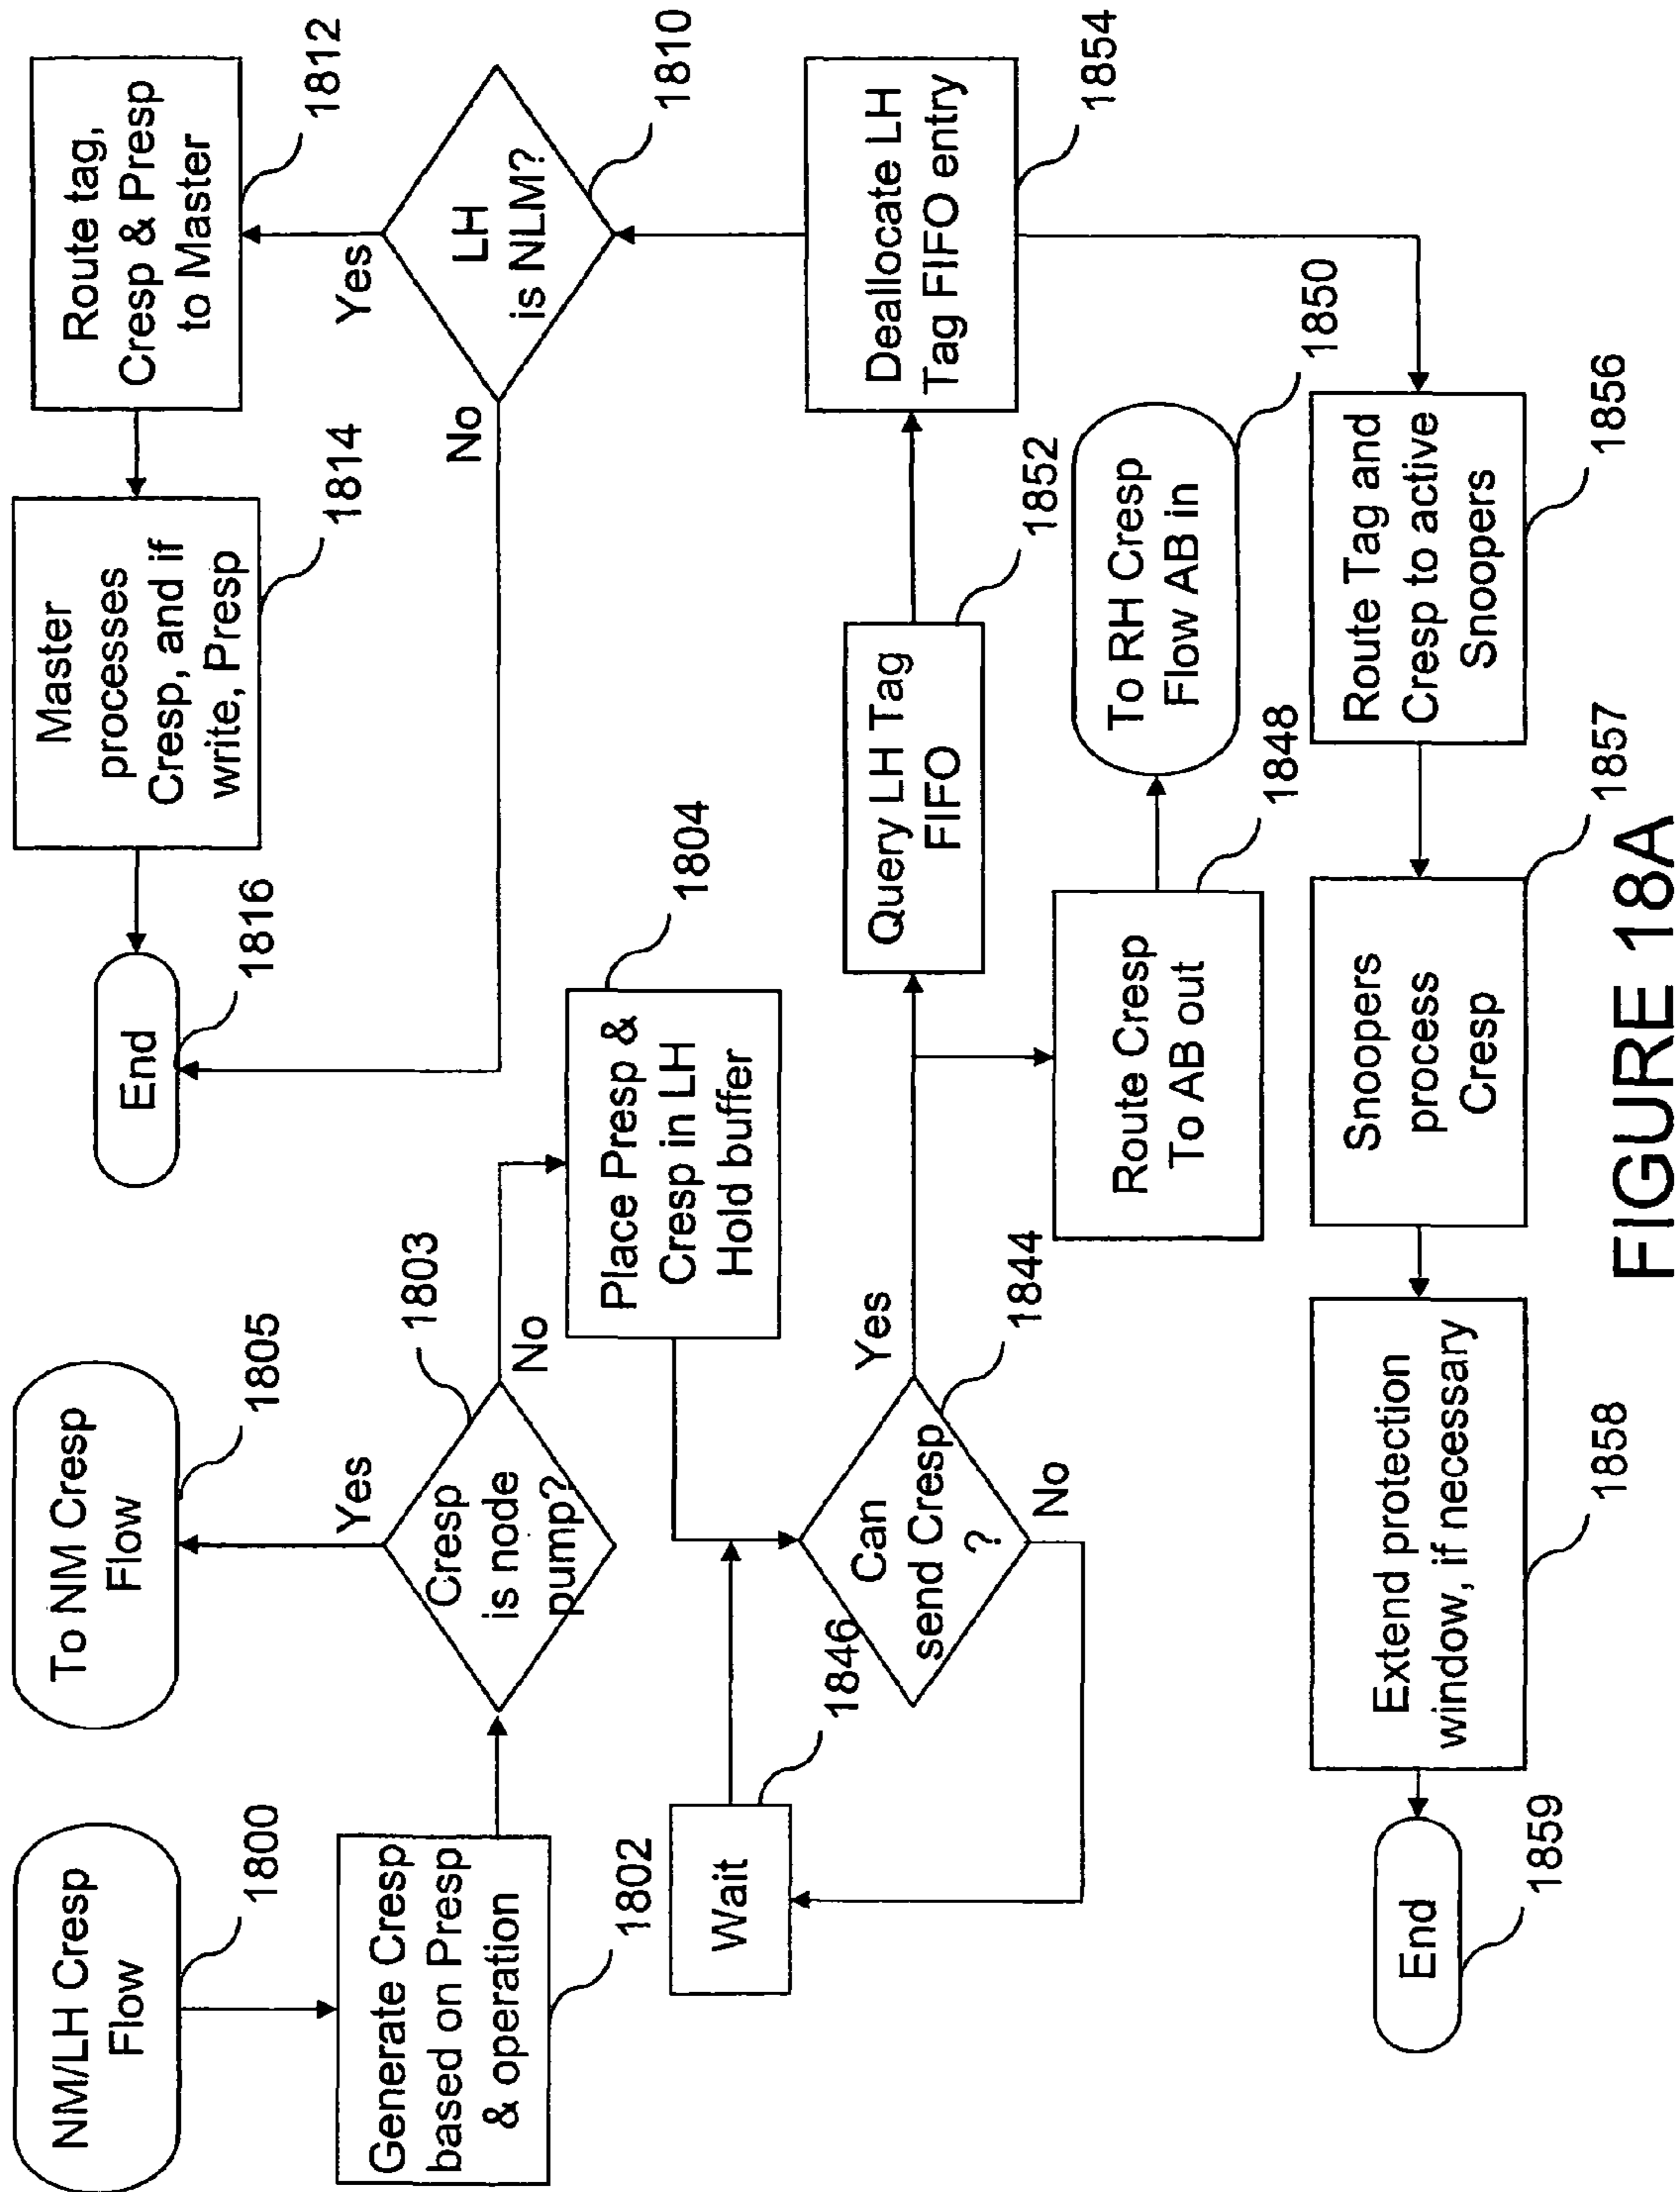 NM/LH Cresp
Flow
1800
Generate Cresp
based on Presp
& operation
1802
To NM Cresp
Flow
1805
Yes
Cresp
is node
pump?
1803
No
Place Presp &
Cresp in LH
Hold buffer
1804
Wait
1846
Can
send Cresp
?
1844
No
Yes
Query LH Tag
FIFO
1852
Route Cresp
To AB out
1848
To RH Cresp
Flow AB in
1850
Deallocate LH
Tag FIFO entry
1854
LH
is NLM?
1810
Yes
No
Route tag,
Cresp & Presp
to Master
1812
Master
processes
Cresp, and if
write, Presp
1814
End
1816
Route Tag and
Cresp to active
Snoopers
1856
Snoopers
process
Cresp
1857
Extend protection
window, if necessary
1858
End
1859
FIGURE 18A